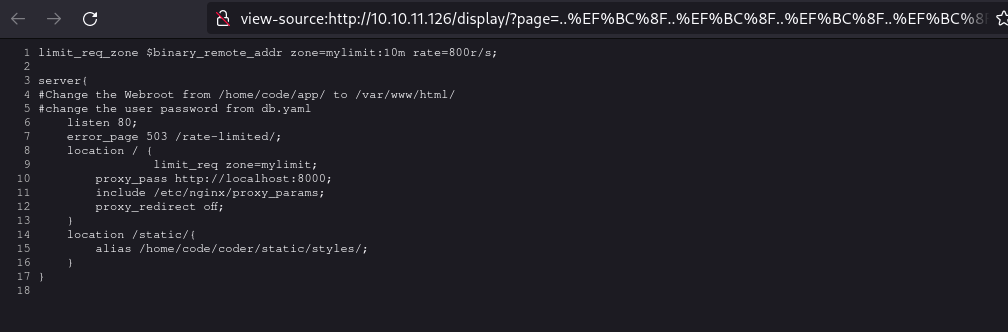 view-source:http://10.10.11.126/display/?page=..%EF%BC%8F..%EF%BC%8F..%EF%BC%8F..%EF%BC%8
1 limit_req_zone $binary_remote_addr zone=mylimit:10m rate=800r/s;
2
3 server{
4 #Change the Webroot from /home/code/app/ to /var/www/html/
5 #change the user password from db.yaml
6     listen 80;
7     error_page 503 /rate-limited/;
8     location / {
9                 limit_req zone=mylimit;
10         proxy_pass http://localhost:8000;
11         include /etc/nginx/proxy_params;
12         proxy_redirect off;
13     }
14     location /static/{
15         alias /home/code/coder/static/styles/;
16     }
17 }
18